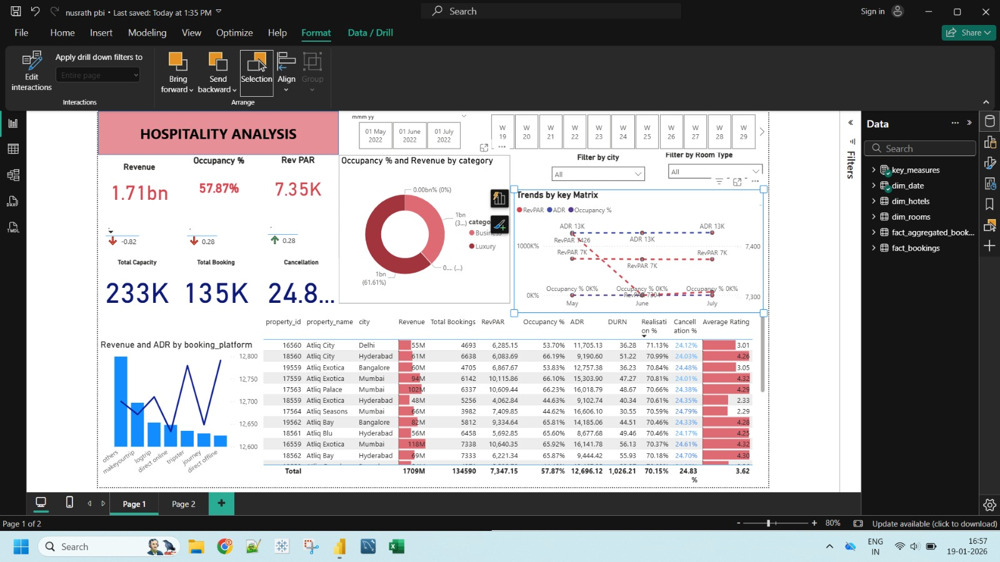 nusrath pbi • Last saved: Today at 1:35 PM
Search
Sign in
File Home Insert Modeling View Optimize Help Format Data / Drill
Share
Edit interactions
Apply drill down filters to
Entire page
Interactions
Bring forward
Send backward
Selection
Align
Group
Arrange
HOSPITALITY ANALYSIS
mmm yy
01 May 2022
01 June 2022
01 July 2022
W 19
W 20
W 21
W 22
W 23
W 24
W 25
W 26
W 27
W 28
W 29
Filter by city
All
Filter by Room Type
All
Revenue
1.71bn
-0.82
Occupancy %
57.87%
0.28
Rev PAR
7.35K
0.28
Total Capacity
233K
Total Booking
135K
Cancellation
24.8...
Occupancy % and Revenue by category
0.00bn% (0%)
1bn
(3...)
0.... (...)
1bn
(61.61%)
catego
Business
Luxury
Trends by key Matrix
RevPAR ADR Occupancy %
ADR 13K
ADR 13K
ADR 13K
RevPAR 7426
1000K%
7,400
RevPAR 7K
RevPAR 7K
RevPAR 7K
Occupancy % 0K% Occupancy % 0K% Occupancy % 0K%
0K%
7,300
May June July
Revenue and ADR by booking_platform
12,800
12,750
12,700
12,650
12,600
others
makeyourtrip
logtrip
direct online
tripster
journey
direct offline
property_id property_name city Revenue Total Bookings RevPAR Occupancy % ADR DURN Realisati on % Cancell ation % Average Rating
16560 Atliq City Delhi 55M 4693 6,285.15 53.70% 11,705.13 36.28 71.13% 24.12% 3.01
18560 Atliq City Hyderabad 61M 6638 6,083.69 66.19% 9,190.60 51.22 70.99% 24.03% 4.26
19559 Atliq Exotica Bangalore 60M 4705 6,867.67 53.83% 12,757.38 36.23 70.84% 24.48% 3.05
17559 Atliq Exotica Mumbai 94M 6142 10,115.86 66.10% 15,303.90 47.27 70.81% 24.01% 4.32
17563 Atliq Palace Mumbai 102M 6337 10,609.44 66.23% 16,018.79 48.67 70.66% 24.38% 4.29
18559 Atliq Exotica Hyderabad 48M 5256 4,062.84 44.63% 9,102.74 40.34 70.61% 24.35% 2.33
17564 Atliq Seasons Mumbai 66M 3982 7,409.85 44.62% 16,606.10 30.55 70.59% 24.79% 2.29
19562 Atliq Bay Bangalore 82M 5812 9,334.64 65.81% 14,185.06 44.51 70.46% 24.33% 4.28
18561 Atliq Blu Hyderabad 56M 6458 5,692.85 65.60% 8,677.68 49.46 70.46% 24.17% 4.25
16559 Atliq Exotica Mumbai 118M 7338 10,640.35 65.92% 16,141.78 56.13 70.37% 24.61% 4.32
18562 Atliq Bay Hyderabad 69M 7333 6,221.34 65.87% 9,444.42 55.93 70.18% 24.70% 4.30
Total 1709M 134590 7,347.15 57.87% 12,696.12 1,026.21 70.15% 24.83 % 3.62
Filters
Data
Search
key_measures
dim_date
dim_hotels
dim_rooms
fact_aggregated_book...
fact_bookings
DAX
TMDL
Page 1
Page 2
Page 1 of 2
80%
Update available (click to download)
Search
ENG
IN
16:57
19-01-2026